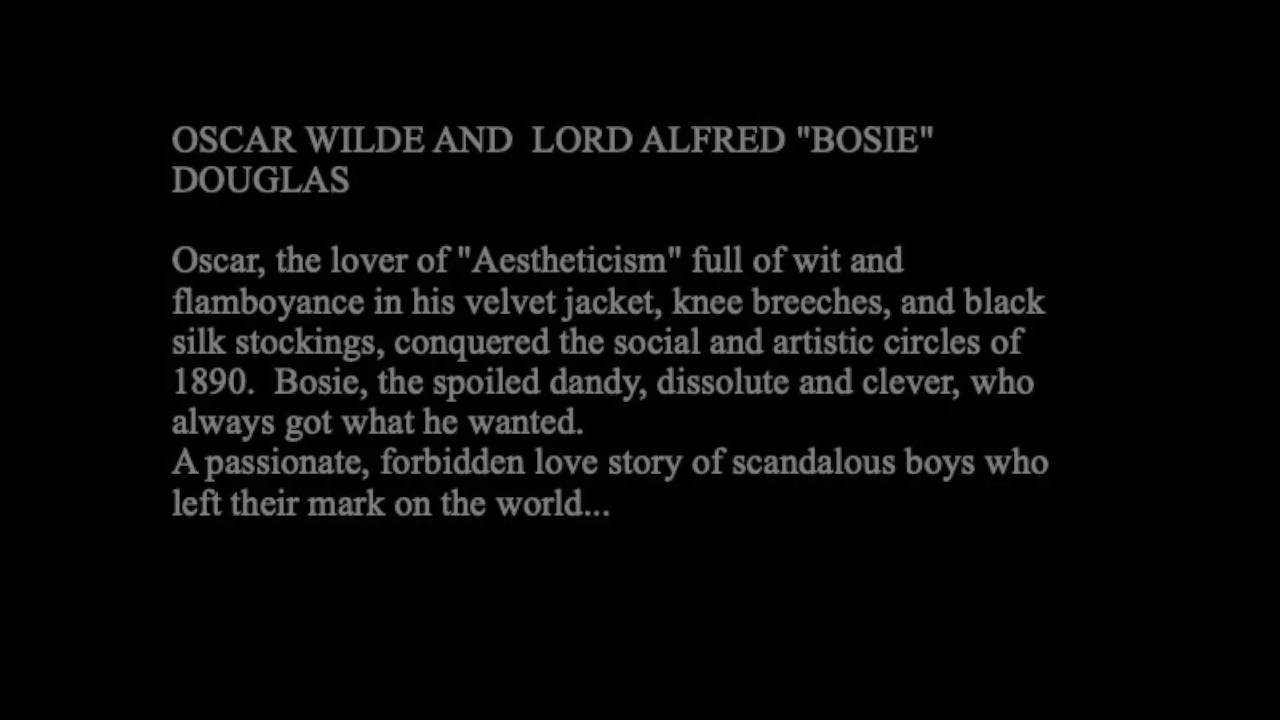 OSCAR WILDE AND  LORD ALFRED "BOSIE"
DOUGLAS
Oscar, the lover of "Aestheticism" full of wit and
flamboyance in his velvet jacket, knee breeches, and black
silk stockings, conquered the social and artistic circles of
1890.  Bosie, the spoiled dandy, dissolute and clever, who
always got what he wanted.
A passionate, forbidden love story of scandalous boys who
left their mark on the world...